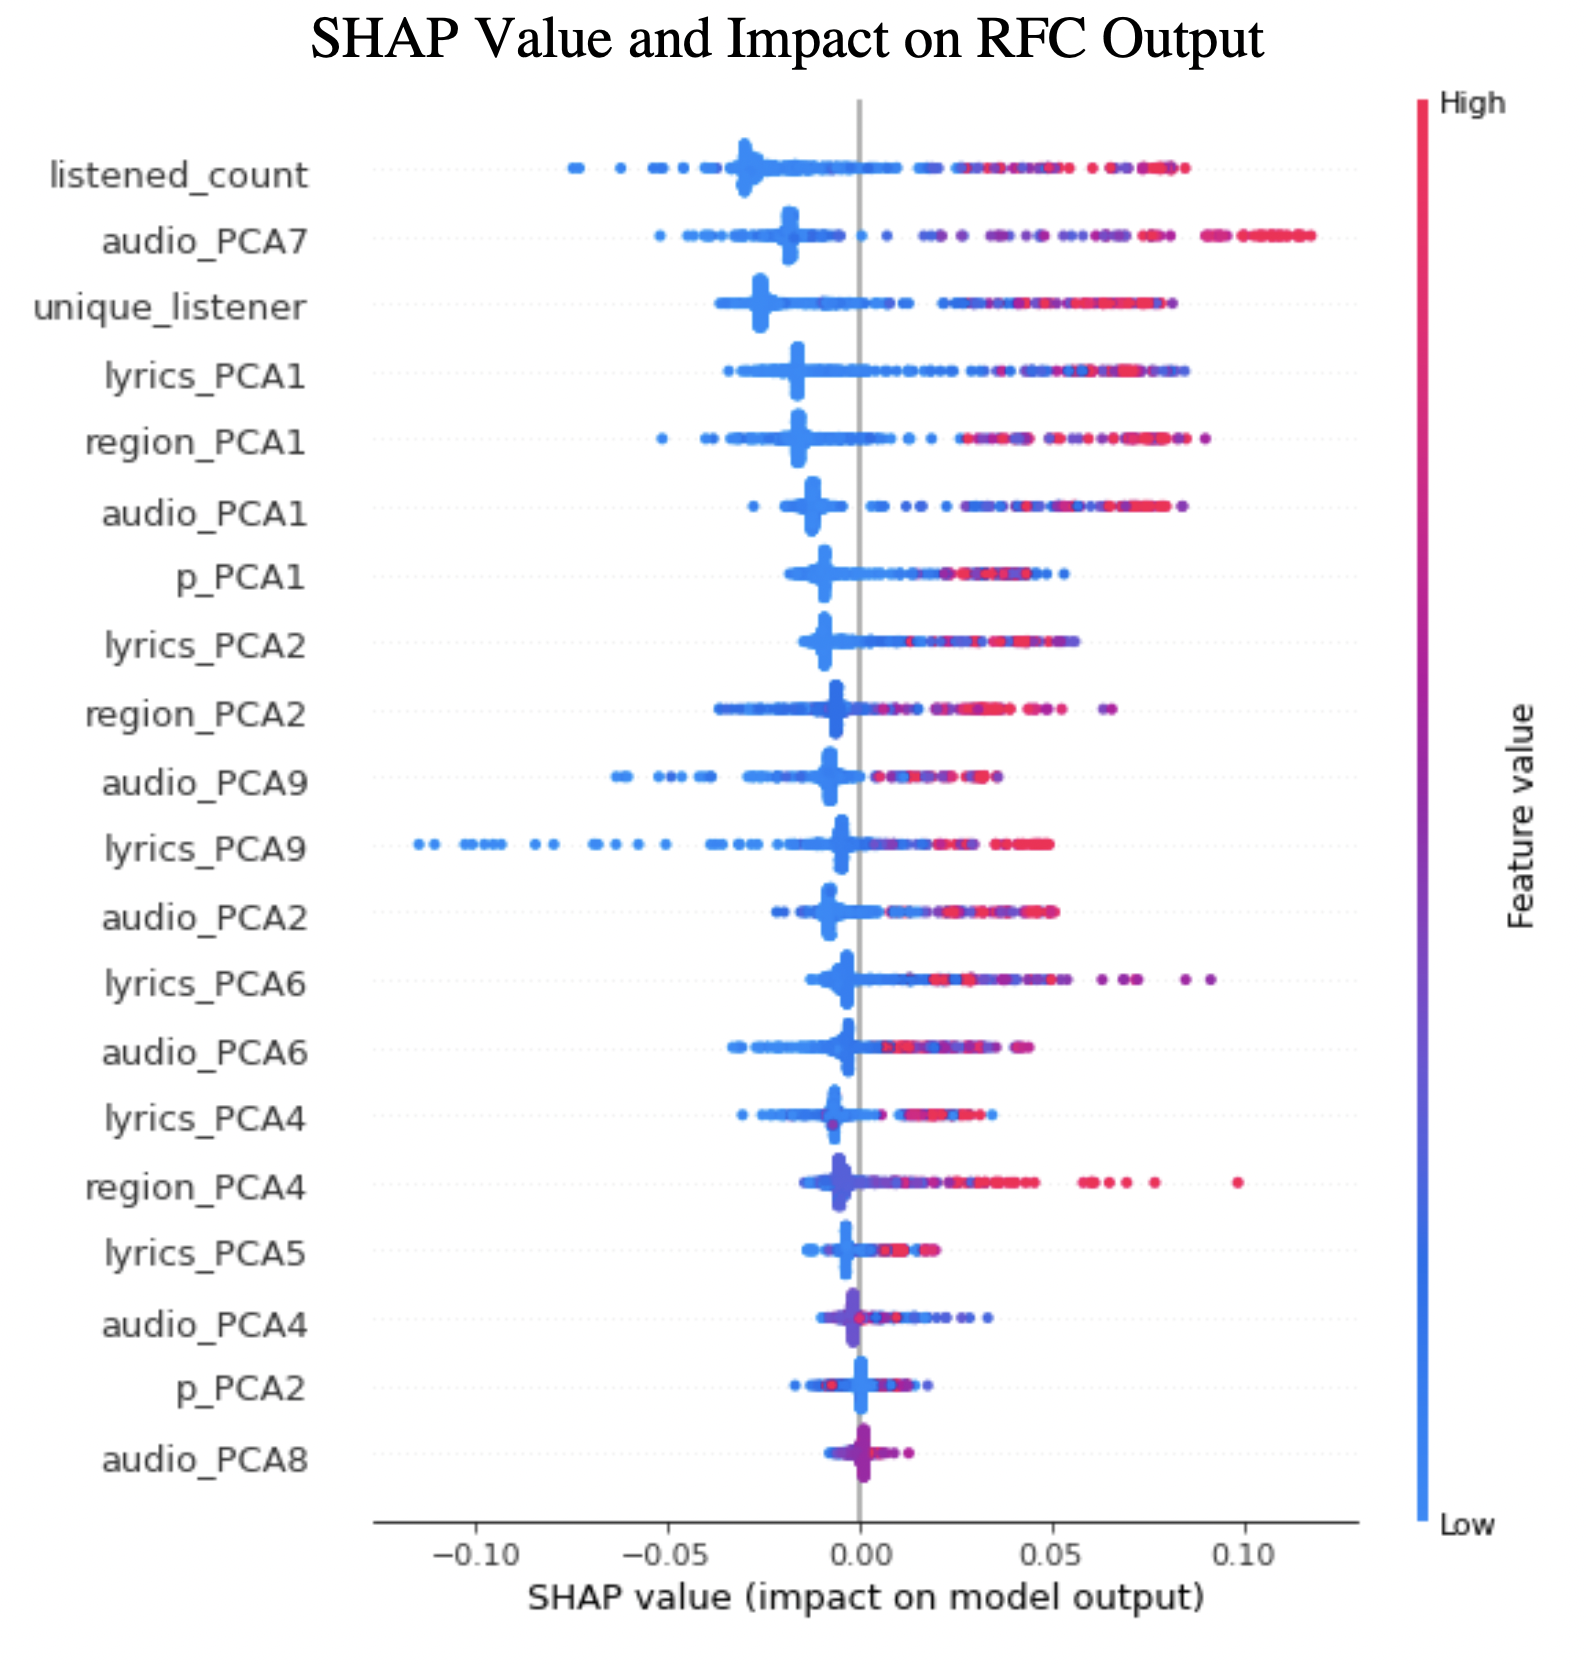 SHAP Value and Impact on RFC Output
High
listened_count
audio_PCA7
unique_listener
lyrics_PCA1
region_PCA1
audio_PCA1
p_PCA1
lyrics_PCA2
region_PCA2
audio_PCA9
lyrics_PCA9
audio_PCA2
lyrics_PCA6
audio_PCA6
lyrics_PCA4
region_PCA4
lyrics_PCA5
audio_PCA4
p_PCA2
audio_PCA8
Feature value
Low
−0.10 −0.05 0.00 0.05 0.10
SHAP value (impact on model output)